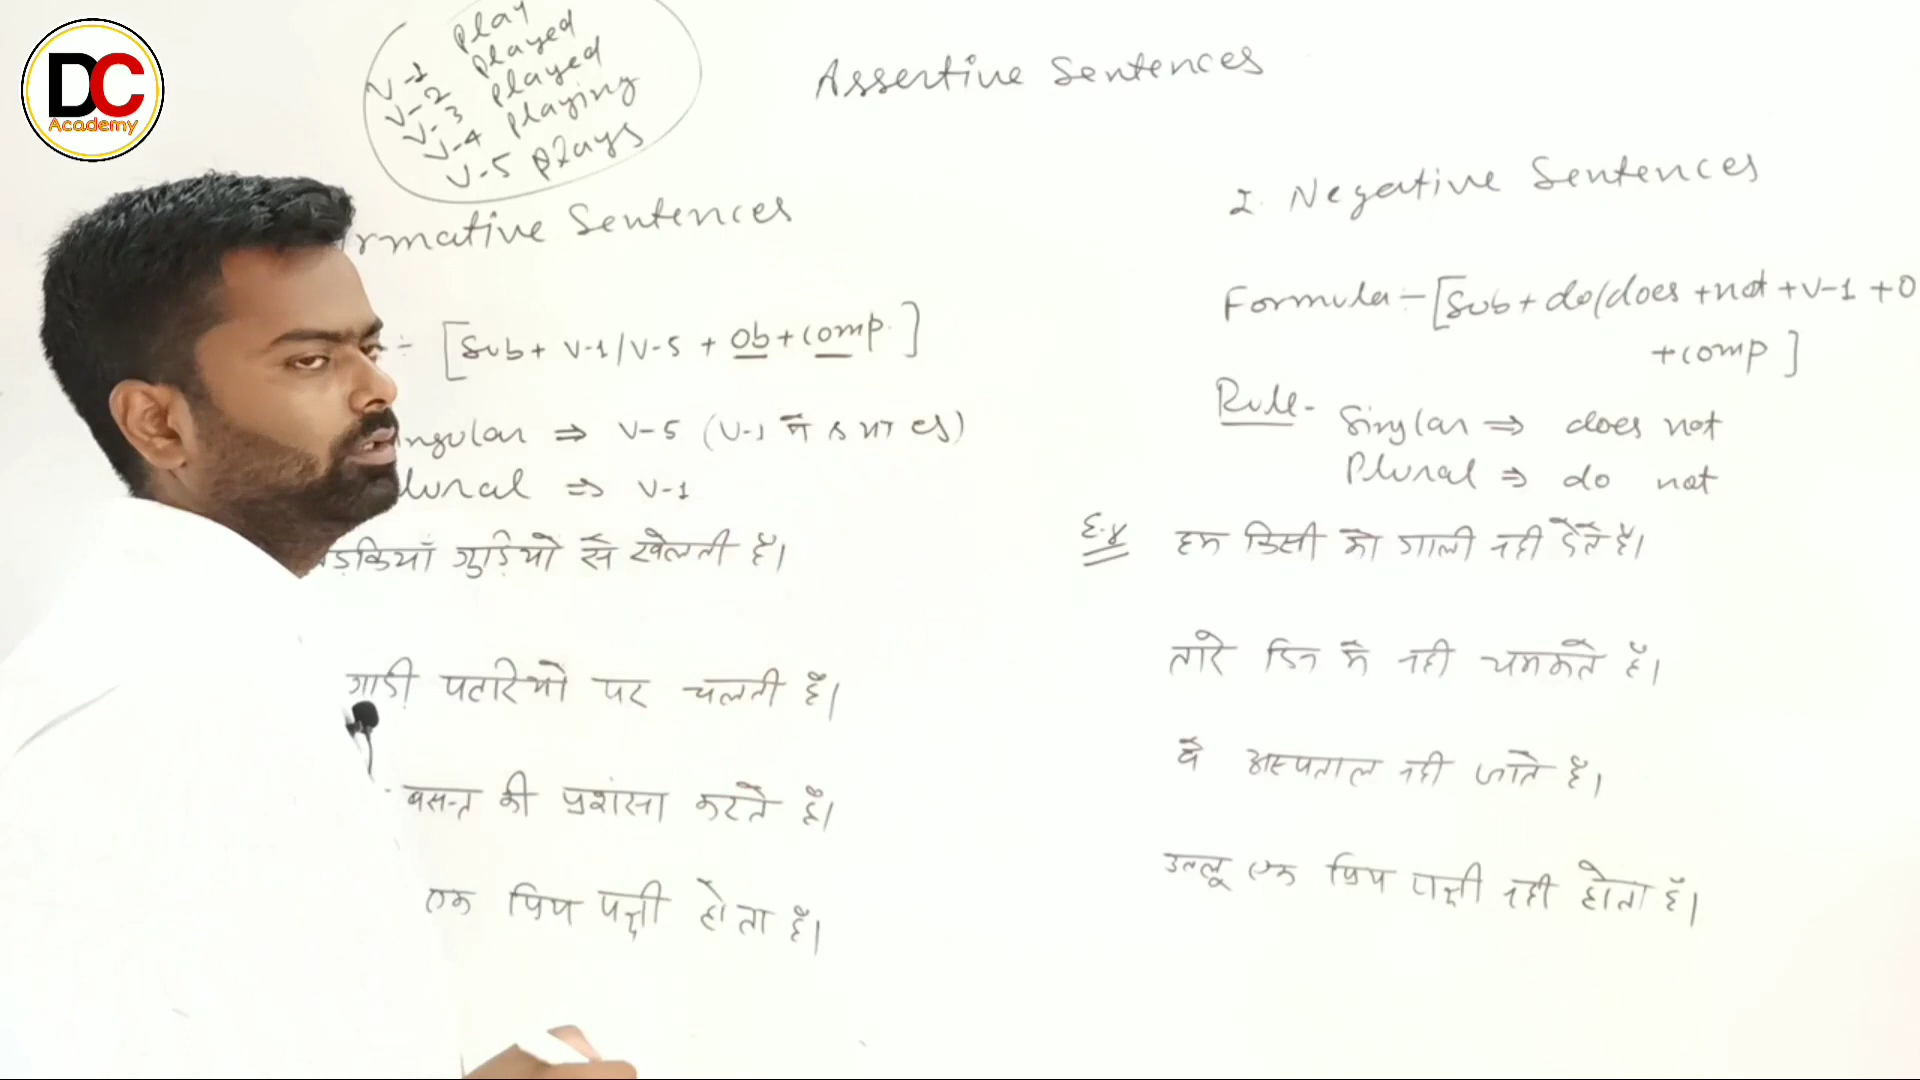 DC
Academy
V-1 play
V-2 played
V-3 played
V-4 playing
V-5 plays
Assertive Sentences
rmative Sentences
[Sub + V-1/V-5 + Ob + comp.]
ngular ⇒ V-5 (V-1 में s या es)
lural ⇒ V-1
ड़कियाँ गुड़ियो से खेलती हैं।
गाडी पटरियो पर चलती हैं।
बसन्त की प्रशंसा करते हैं।
एक प्रिय पक्षी होता हैं।
2. Negative Sentences
Formula :- [Sub + do/does + not + V-1 + O
+ comp]
Rule - Singlar ⇒ does not
Plural ⇒ do not
E.x हम किसी को गाली नही देते हैं।
तारे दिन में नही चमकते हैं।
वे अस्पताल नही जाते हैं।
उल्लू एक प्रिय पक्षी नही होता हैं।